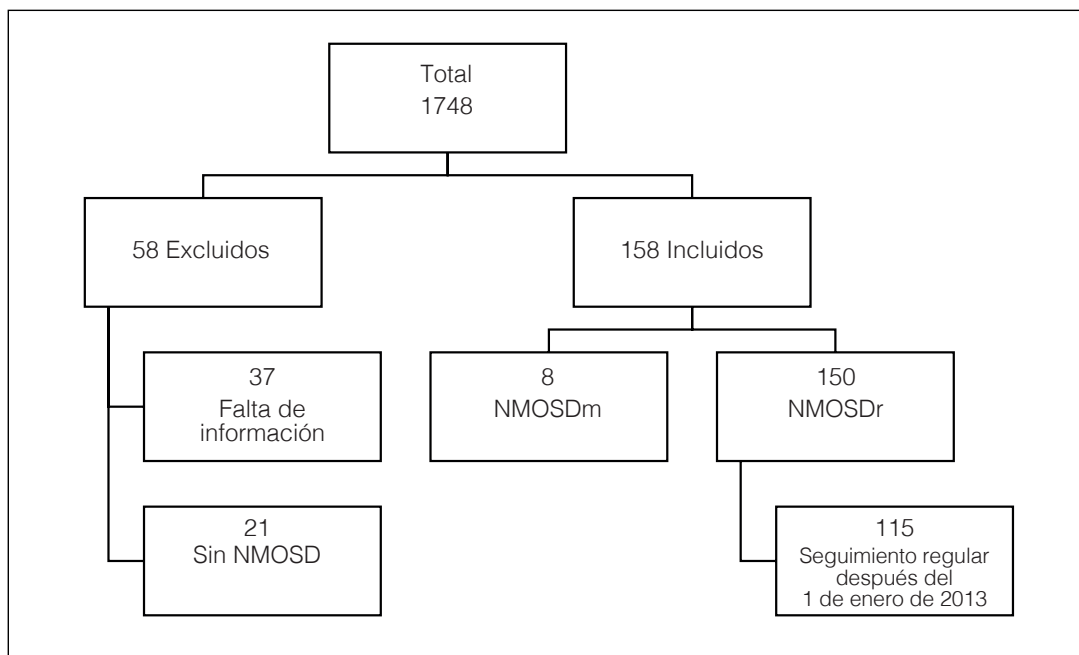 Total
1748
58 Excluidos
158 Incluidos
37
Falta de
información
8
NMOSDm
150
NMOSDr
21
Sin NMOSD
115
Seguimiento regular
después del
1 de enero de 2013